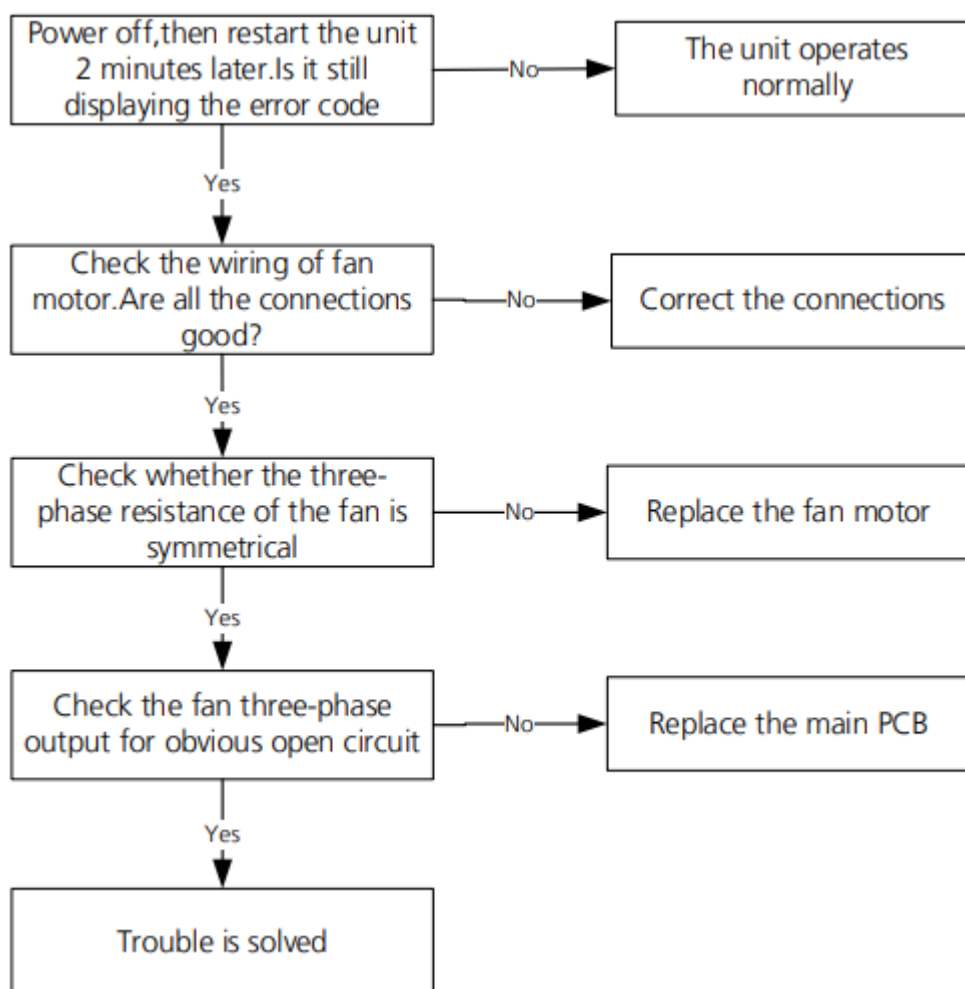 Power off,then restart the unit
2 minutes later.Is it still
displaying the error code
No
The unit operates
normally
Yes
Check the wiring of fan
motor.Are all the connections
good?
No
Correct the connections
Yes
Check whether the three-
phase resistance of the fan is
symmetrical
No
Replace the fan motor
Yes
Check the fan three-phase
output for obvious open circuit
No
Replace the main PCB
Yes
Trouble is solved